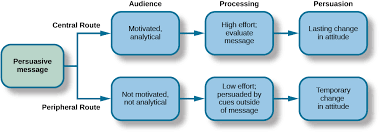 Audience
Processing
Persuasion
Central Route
Motivated,
analytical
High effort;
evaluate
message
Lasting change
in attitude
Persuasive
message
Peripheral Route
Not motivated,
not analytical
Low effort;
persuaded by
cues outside
of message
Temporary
change
in attitude